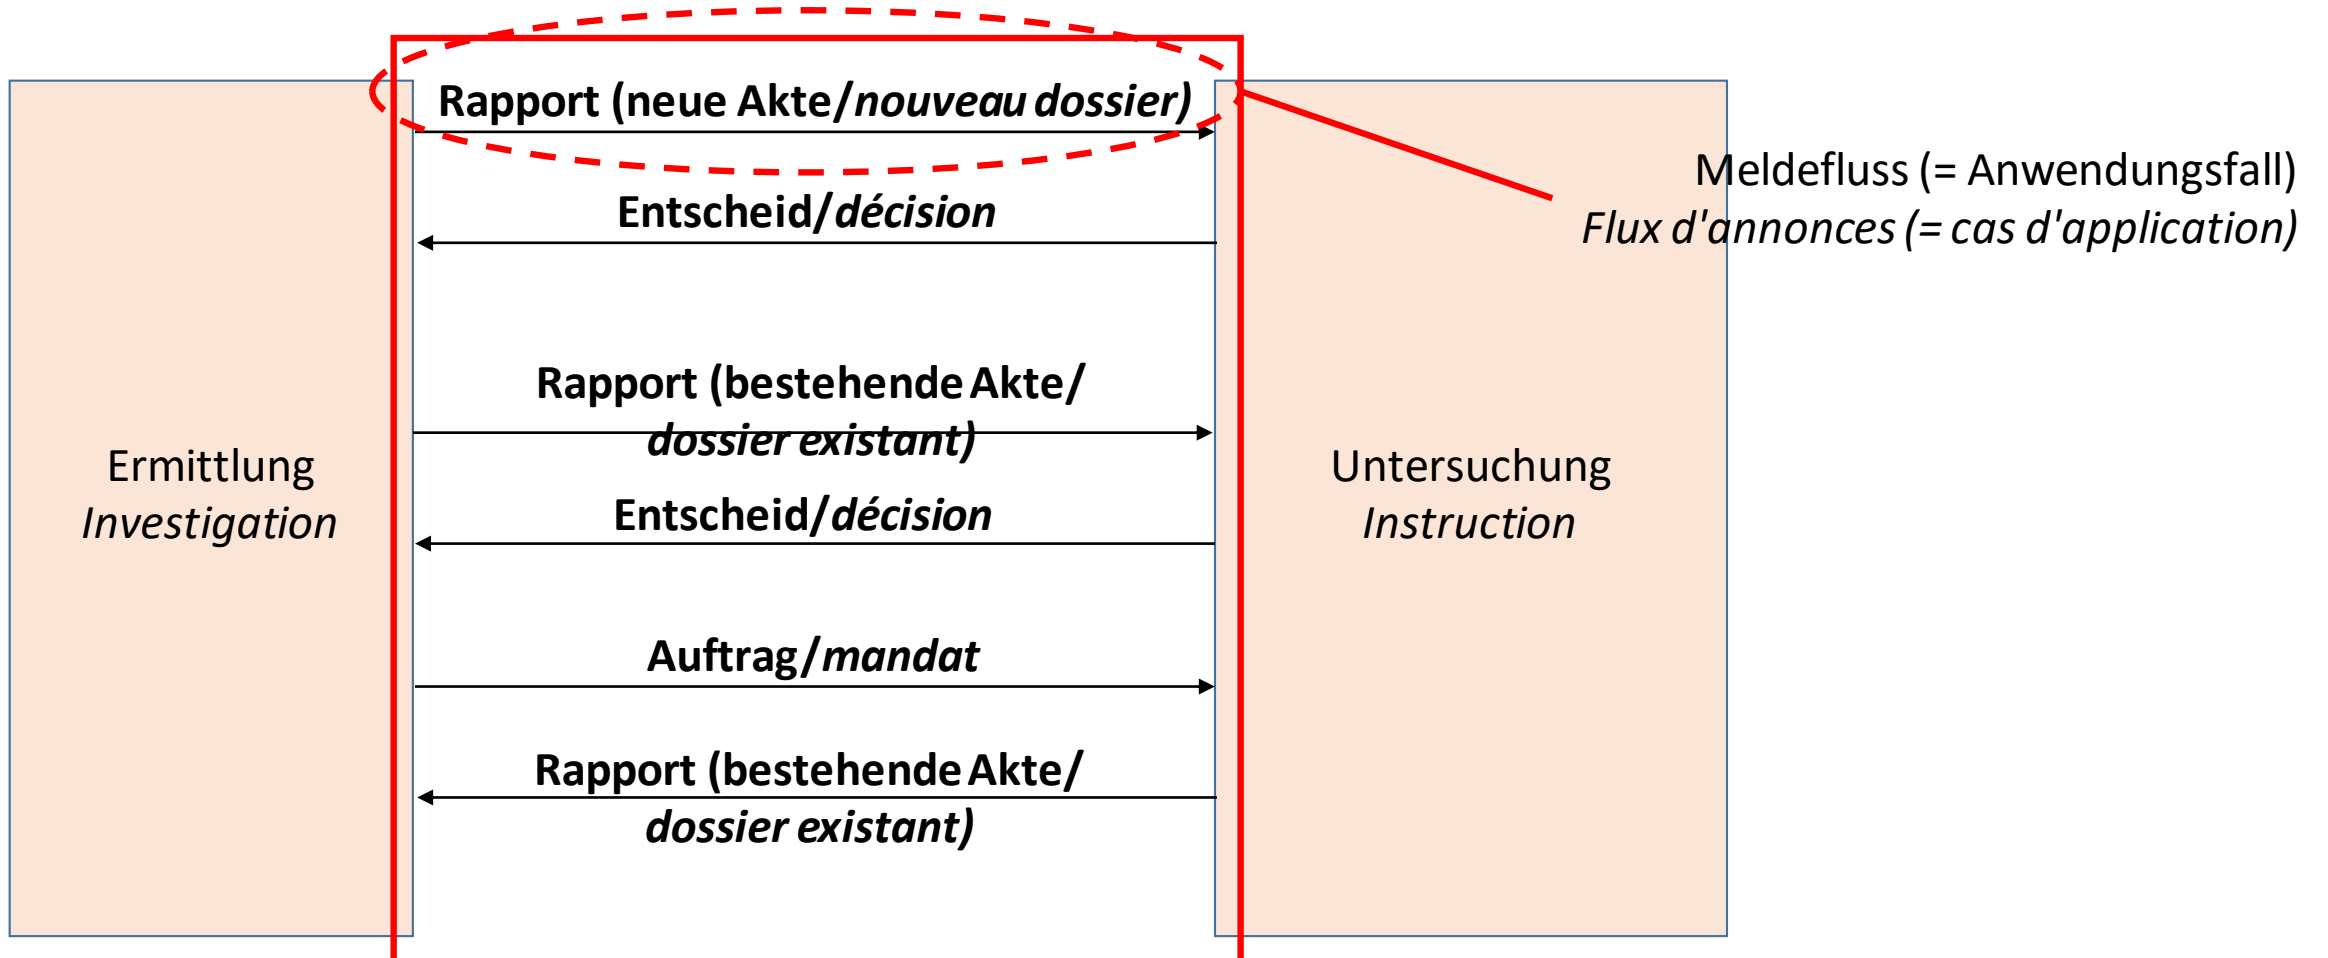 Rapport (neue Akte/nouveau dossier)
Meldefluss (= Anwendungsfall)
Flux d'annonces (= cas d'application)
Entscheid/décision
Rapport (bestehende Akte/
dossier existant)
Ermittlung
Investigation
Untersuchung
Instruction
Entscheid/décision
Auftrag/mandat
Rapport (bestehende Akte/
dossier existant)